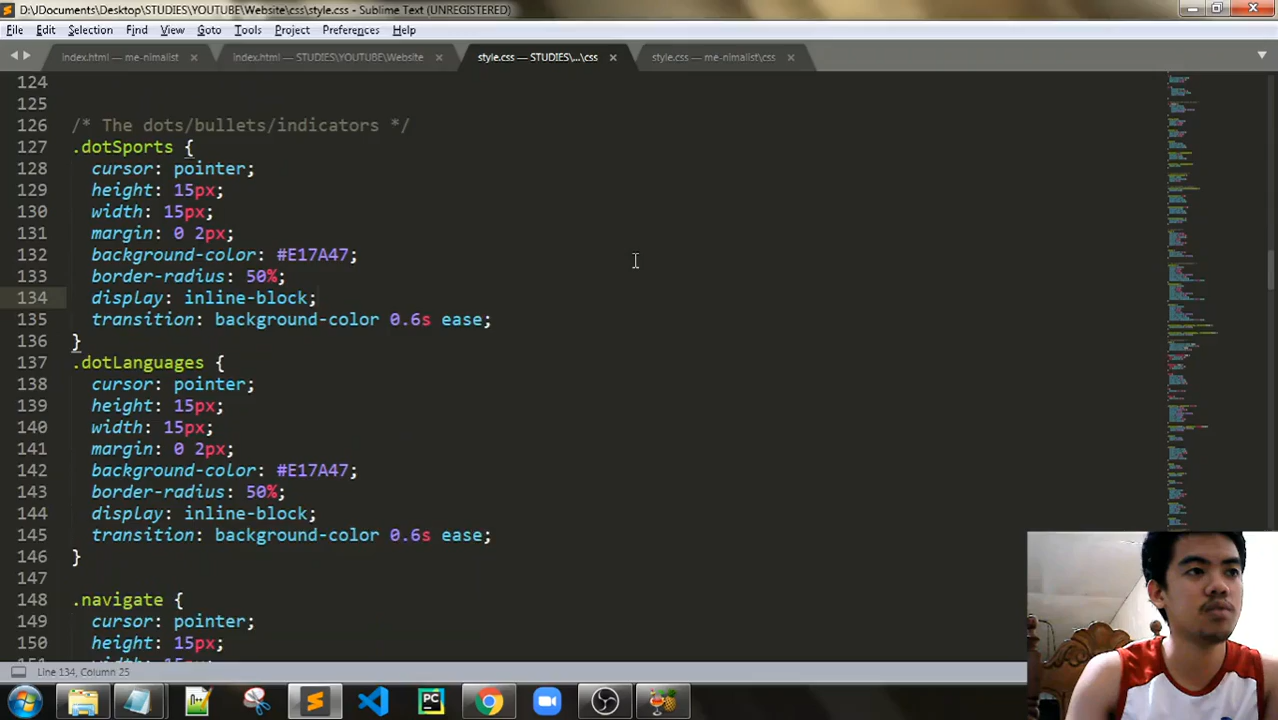 D:\IDocuments\Desktop\STUDIES\YOUTUBE\Website\css\style.css - Sublime Text (UNREGISTERED)
File Edit Selection Find View Goto Tools Project Preferences Help
index.html — me-nimalist × index.html — STUDIES\YOUTUBE\Website × style.css — STUDIES\...\css × style.css — me-nimalist\css ×
124
125
126 /* The dots/bullets/indicators */
127 .dotSports {
128 cursor: pointer;
129 height: 15px;
130 width: 15px;
131 margin: 0 2px;
132 background-color: #E17A47;
133 border-radius: 50%;
134 display: inline-block;
135 transition: background-color 0.6s ease;
136 }
137 .dotLanguages {
138 cursor: pointer;
139 height: 15px;
140 width: 15px;
141 margin: 0 2px;
142 background-color: #E17A47;
143 border-radius: 50%;
144 display: inline-block;
145 transition: background-color 0.6s ease;
146 }
147
148 .navigate {
149 cursor: pointer;
150 height: 15px;
Line 134, Column 25
PC